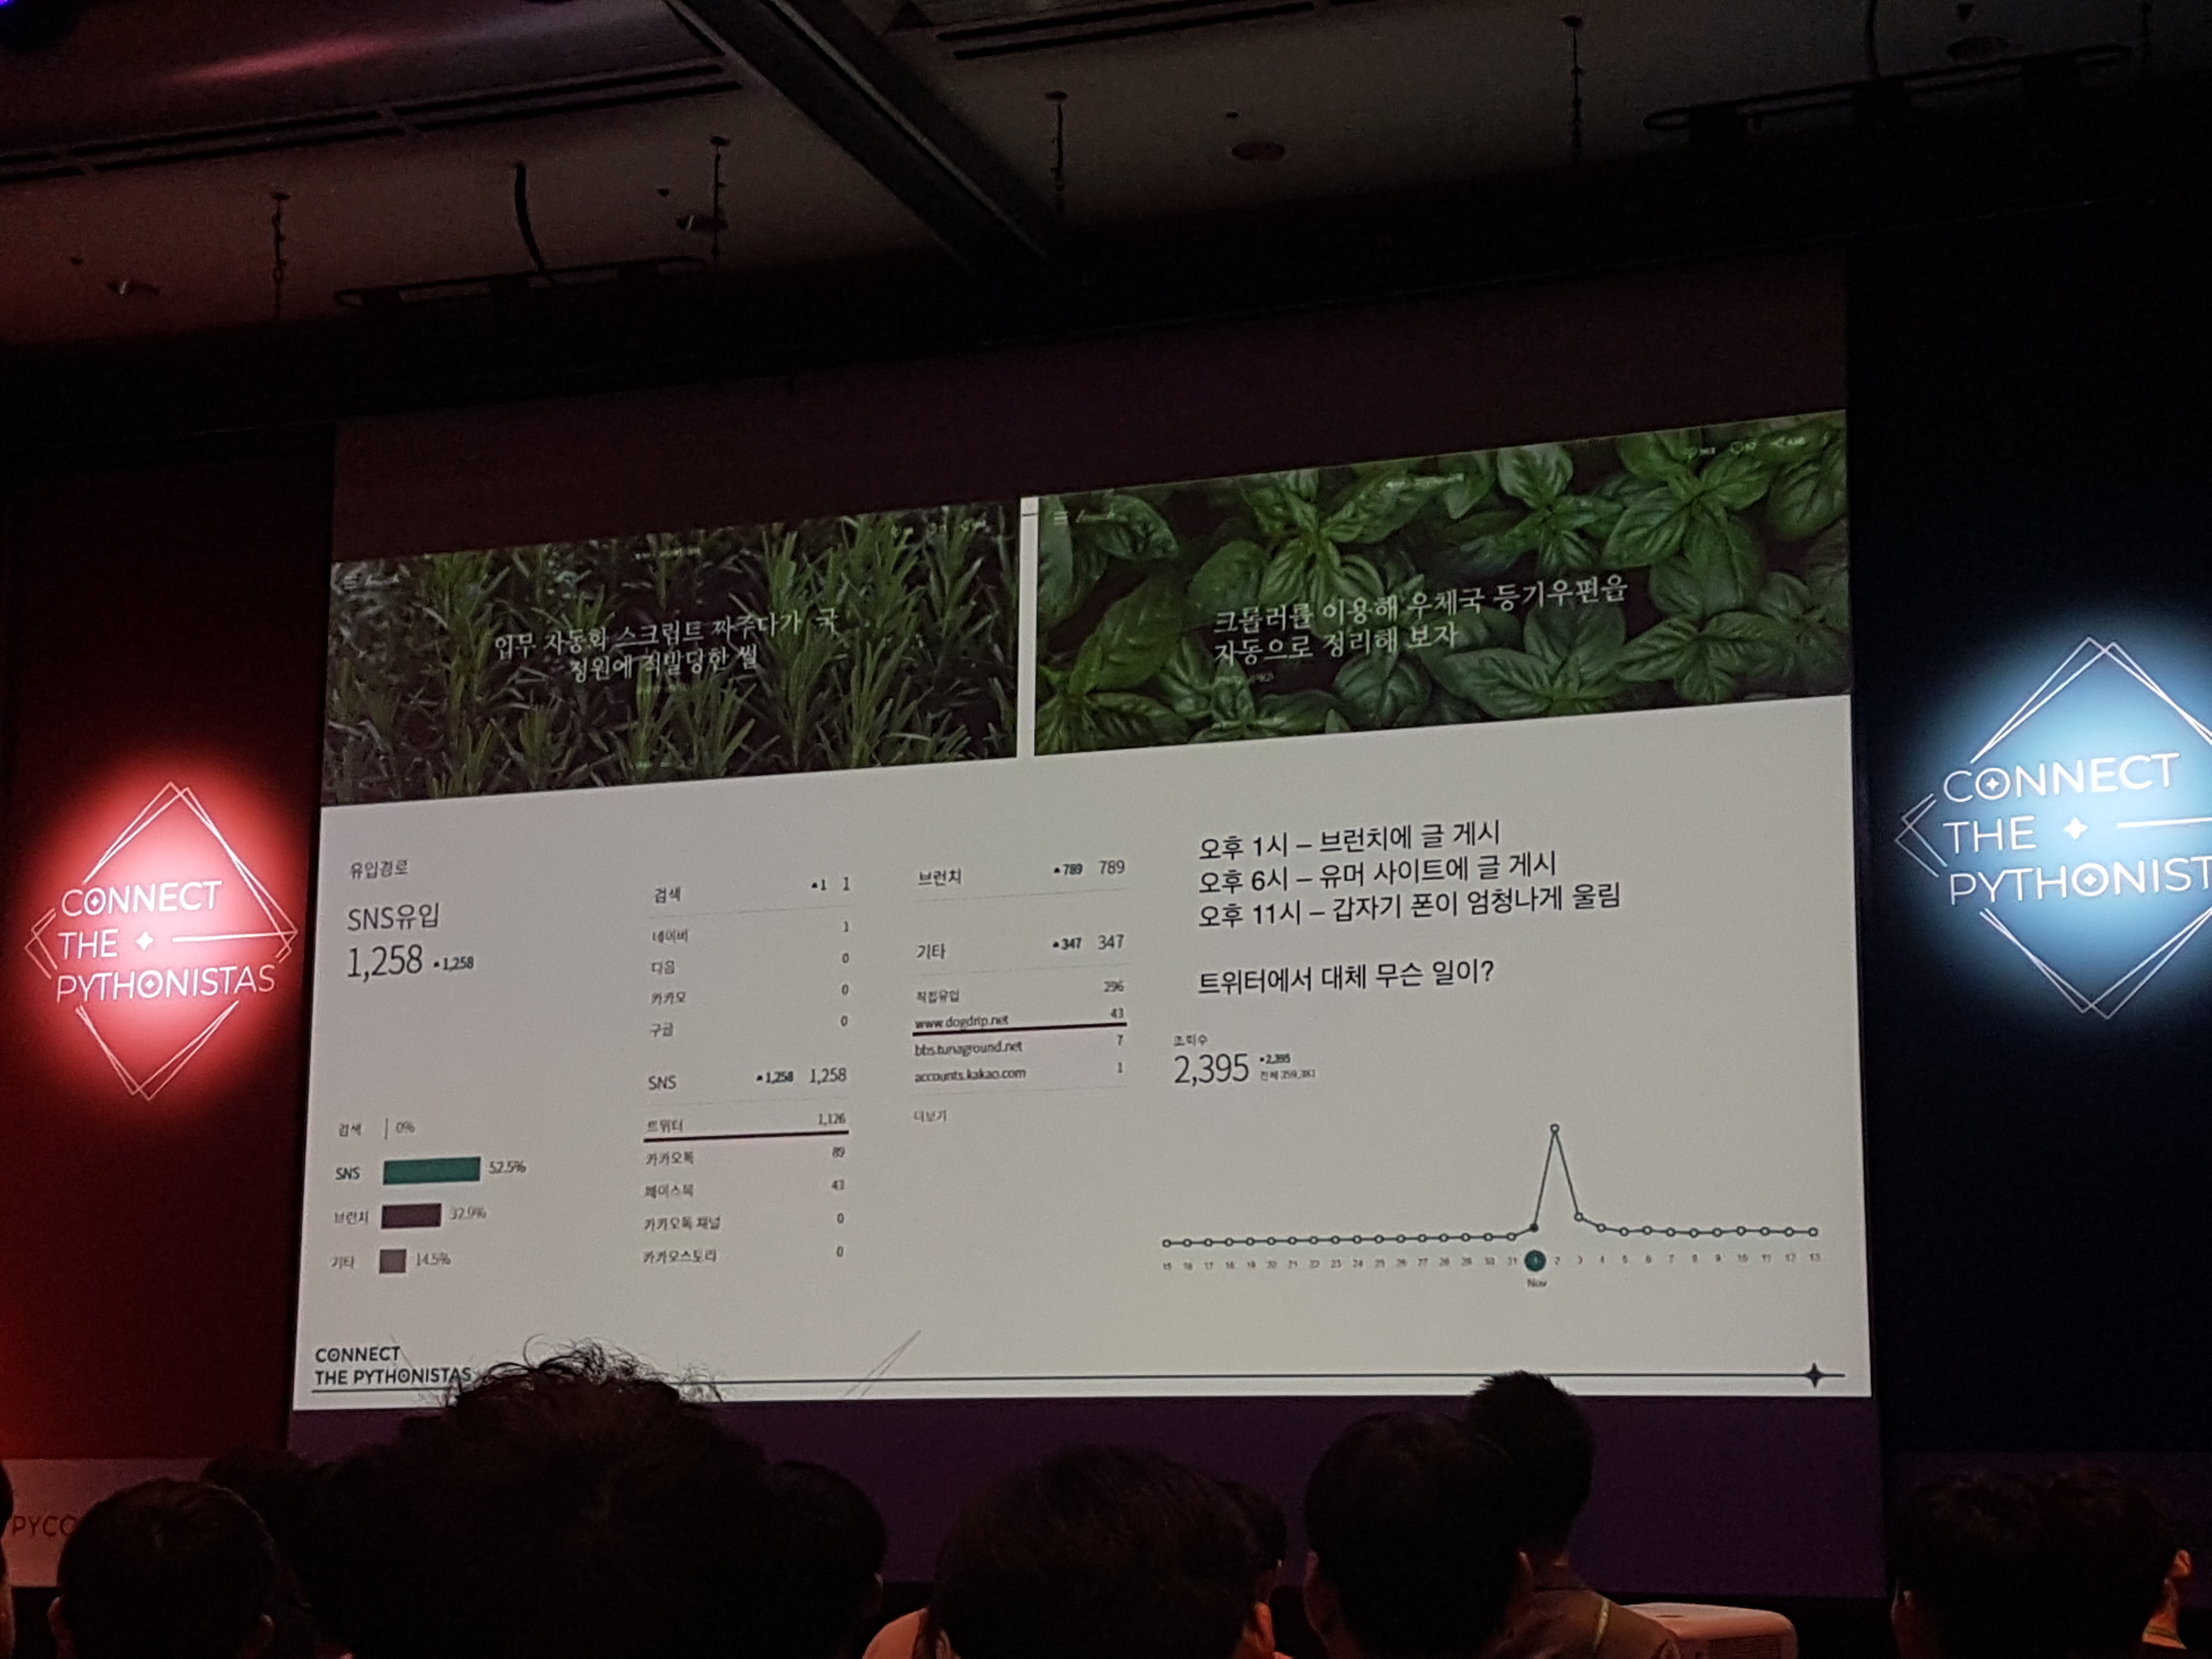 업무 자동화 스크립트 짜주다가 국
정원에 적발당한 썰
크롤러를 이용해 우체국 등기우편을
자동으로 정리해 보자
CONNECT
THE
PYTHONISTAS
유입경로
SNS유입
1,258 ▲1,258
검색 0%
SNS 52.5%
브런치 32.9%
기타 14.5%
검색 ▲1 1
네이버 1
다음 0
카카오 0
구글 0
SNS ▲1,258 1,258
트위터 1,126
카카오톡 89
페이스북 43
카카오톡 채널 0
카카오스토리 0
브런치 ▲789 789
기타 ▲347 347
직접유입 296
www.dogdrip.net 43
bbs.tunaground.net 7
accounts.kakao.com 1
더보기
오후 1시 – 브런치에 글 게시
오후 6시 – 유머 사이트에 글 게시
오후 11시 – 갑자기 폰이 엄청나게 울림
트위터에서 대체 무슨 일이?
조회수
2,395 ▲2,395
전체
15 16 17 18 19 20 21 22 23 24 25 26 27 28 29 30 31 1 2 3 4 5 6 7 8 9 10 11 12 13
Nov
CONNECT
THE PYTHONISTAS
CONNECT
THE
PYTHONIST
PYCO